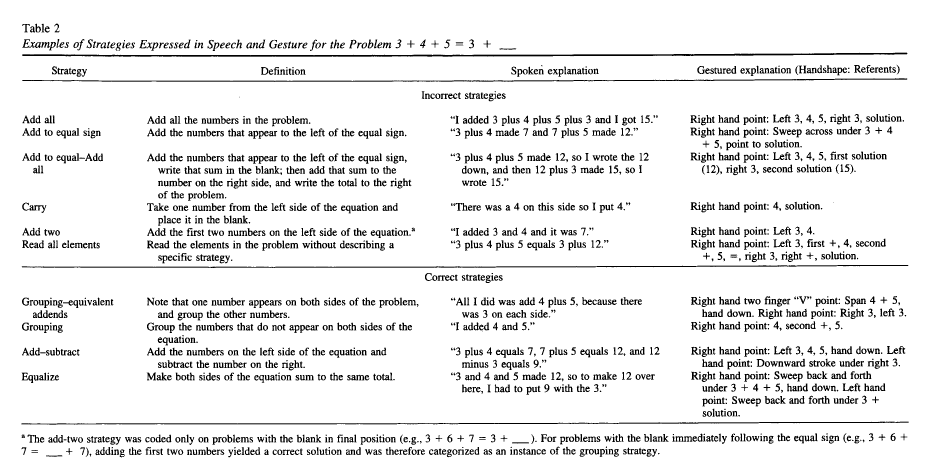 Table 2
Examples of Strategies Expressed in Speech and Gesture for the Problem 3 + 4 + 5 = 3 + __
Strategy Definition Spoken explanation Gestured explanation (Handshape: Referents)
Incorrect strategies
Add all Add all the numbers in the problem. "I added 3 plus 4 plus 5 plus 3 and I got 15." Right hand point: Left 3, 4, 5, right 3, solution.
Add to equal sign Add the numbers that appear to the left of the equal sign. "3 plus 4 made 7 and 7 plus 5 made 12." Right hand point: Sweep across under 3 + 4
+ 5, point to solution.
Add to equal–Add Add the numbers that appear to the left of the equal sign, "3 plus 4 plus 5 made 12, so I wrote the 12 Right hand point: Left 3, 4, 5, first solution
all write that sum in the blank; then add that sum to the down, and then 12 plus 3 made 15, so I (12), right 3, second solution (15).
number on the right side, and write the total to the right wrote 15."
of the problem.
Carry Take one number from the left side of the equation and "There was a 4 on this side so I put 4." Right hand point: 4, solution.
place it in the blank.
Add two Add the first two numbers on the left side of the equation.ᵃ "I added 3 and 4 and it was 7." Right hand point: Left 3, 4.
Read all elements Read the elements in the problem without describing a "3 plus 4 plus 5 equals 3 plus 12." Right hand point: Left 3, first +, 4, second
specific strategy. +, 5, =, right 3, right +, solution.
Correct strategies
Grouping–equivalent Note that one number appears on both sides of the problem, "All I did was add 4 plus 5, because there Right hand two finger "V" point: Span 4 + 5,
addends and group the other numbers. was 3 on each side." hand down. Right hand point: Right 3, left 3.
Grouping Group the numbers that do not appear on both sides of the "I added 4 and 5." Right hand point: 4, second +, 5.
equation.
Add–subtract Add the numbers on the left side of the equation and "3 plus 4 equals 7, 7 plus 5 equals 12, and 12 Right hand point: Left 3, 4, 5, hand down. Left
subtract the number on the right. minus 3 equals 9." hand point: Downward stroke under right 3.
Equalize Make both sides of the equation sum to the same total. "3 and 4 and 5 made 12, so to make 12 over Right hand point: Sweep back and forth
here, I had to put 9 with the 3." under 3 + 4 + 5, hand down. Left hand
point: Sweep back and forth under 3 +
solution.
ᵃ The add-two strategy was coded only on problems with the blank in final position (e.g., 3 + 6 + 7 = 3 + __ ). For problems with the blank immediately following the equal sign (e.g., 3 + 6 +
7 = __ + 7), adding the first two numbers yielded a correct solution and was therefore categorized as an instance of the grouping strategy.